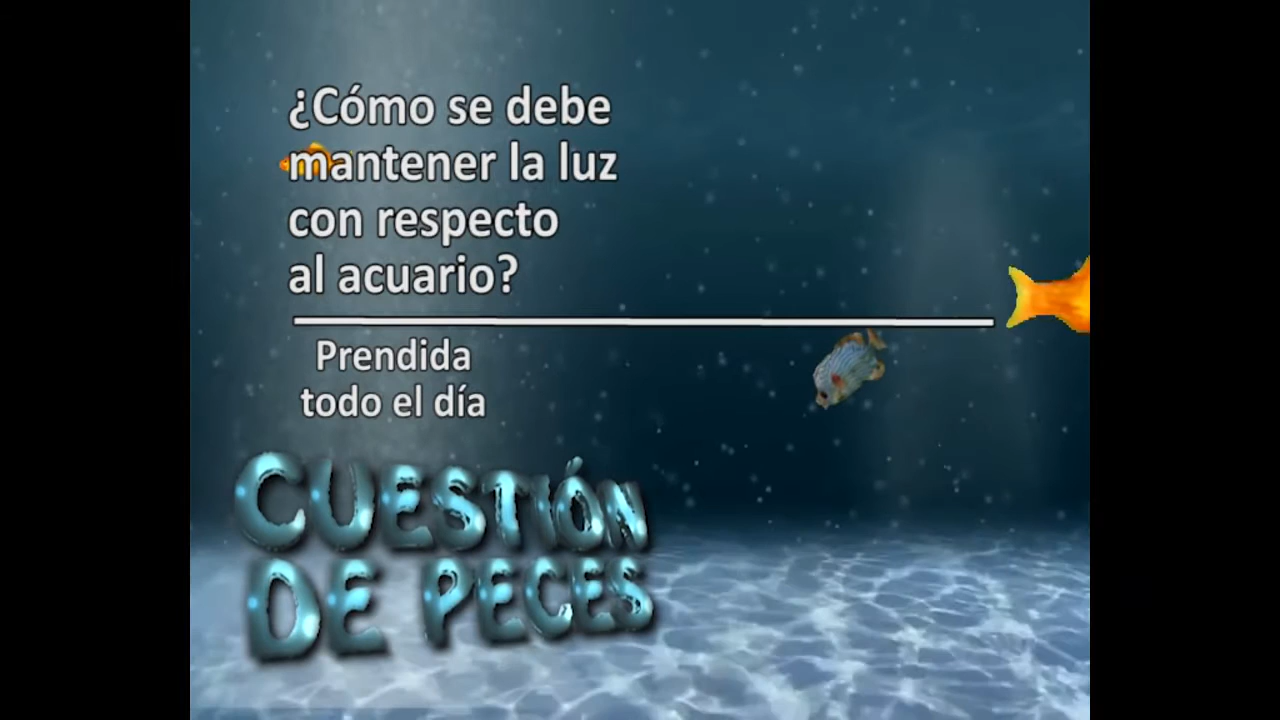 ¿Cómo se debe
mantener la luz
con respecto
al acuario?
Prendida
todo el día
CUESTIÓN
DE PECES